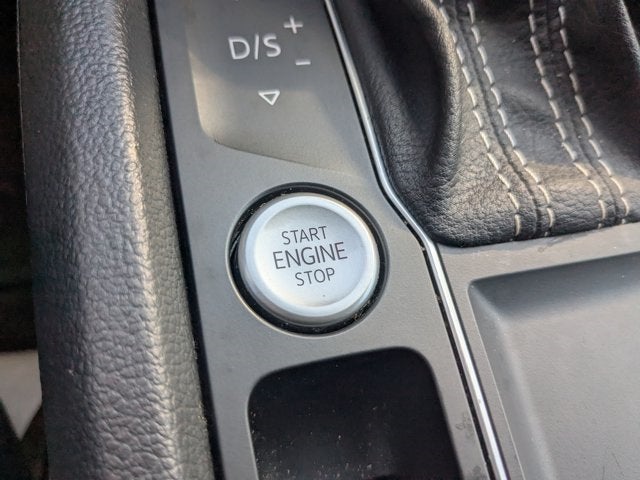 D/S + -
START
ENGINE
STOP